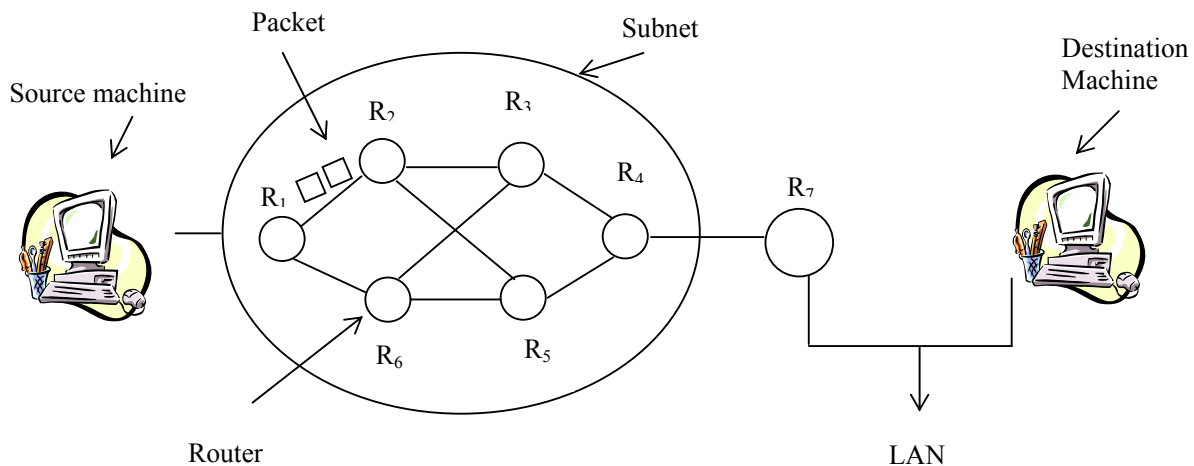 Packet
Subnet
Destination
Machine
Source machine
R2
R3
R4
R1
R7
R6
R5
Router
LAN